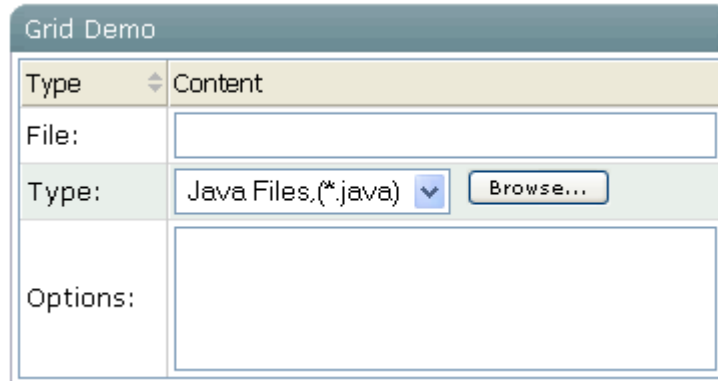 Grid Demo
Type Content
File:
Type: Java Files,(*.java) Browse...
Options: